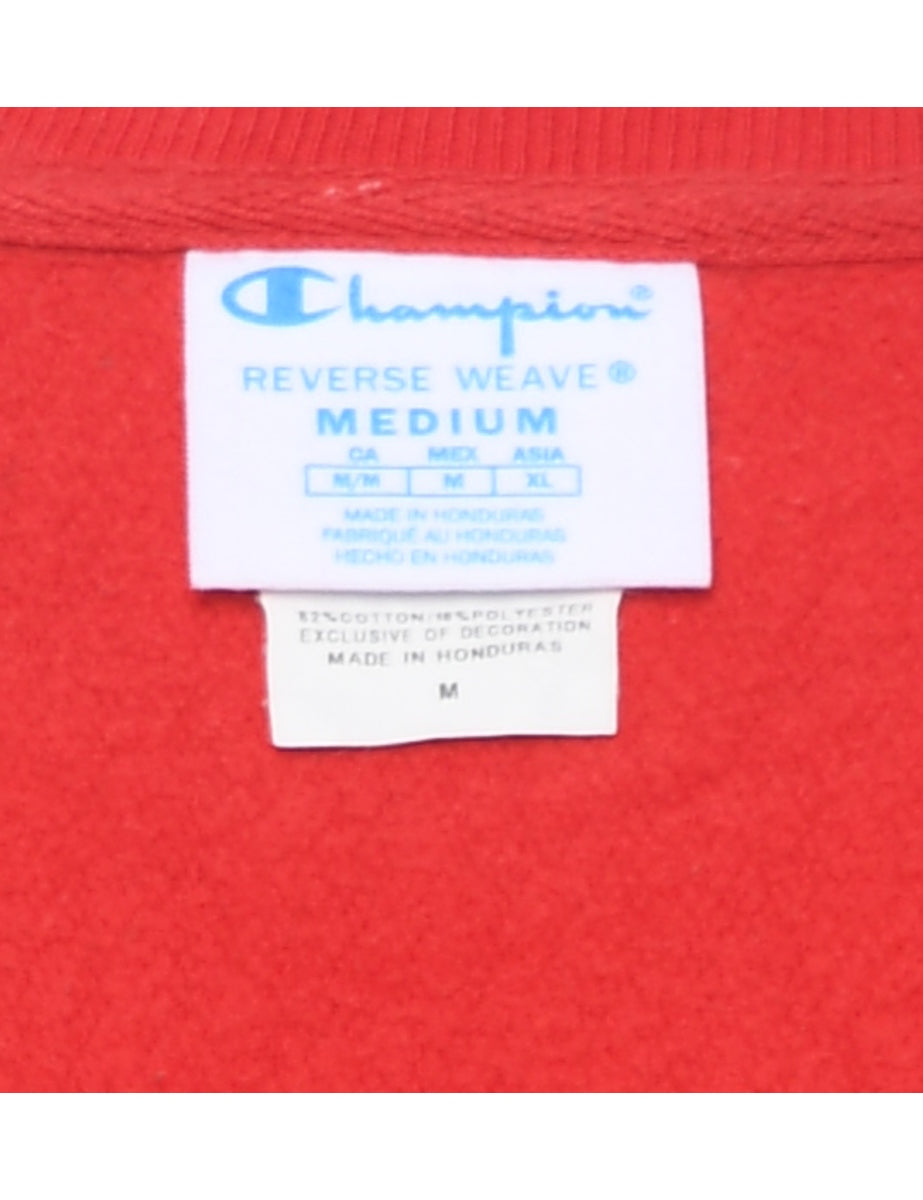 Champion®
REVERSE WEAVE®
MEDIUM
CA MEX ASIA
M/M M XL
MADE IN HONDURAS
FABRIQUÉ AU HONDURAS
HECHO EN HONDURAS
82%COTTON/18%POLYESTER
EXCLUSIVE OF DECORATION
MADE IN HONDURAS
M